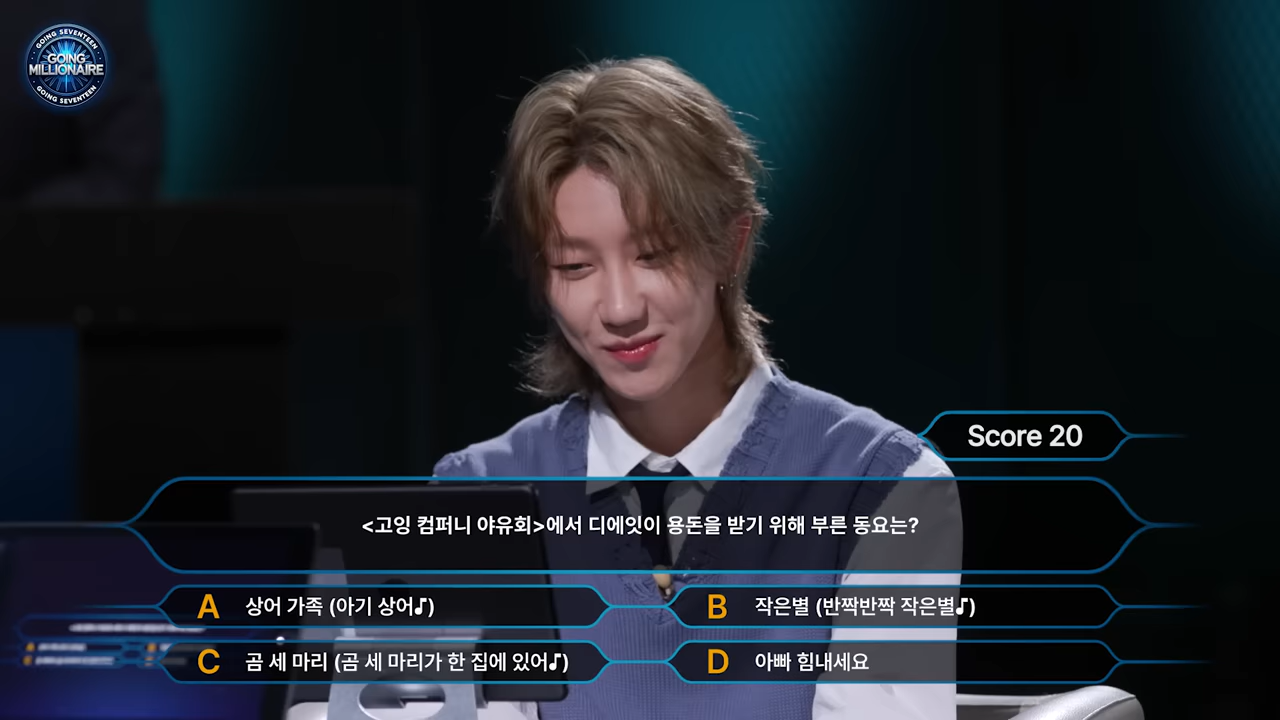 GOING SEVENTEEN
GOING
MILLIONAIRE
GOING SEVENTEEN
Score 20
<고잉 컴퍼니 야유회>에서 디에잇이 용돈을 받기 위해 부른 동요는?
A 상어 가족 (아기 상어♪)
B 작은별 (반짝반짝 작은별♪)
C 곰 세 마리 (곰 세 마리가 한 집에 있어♪)
D 아빠 힘내세요